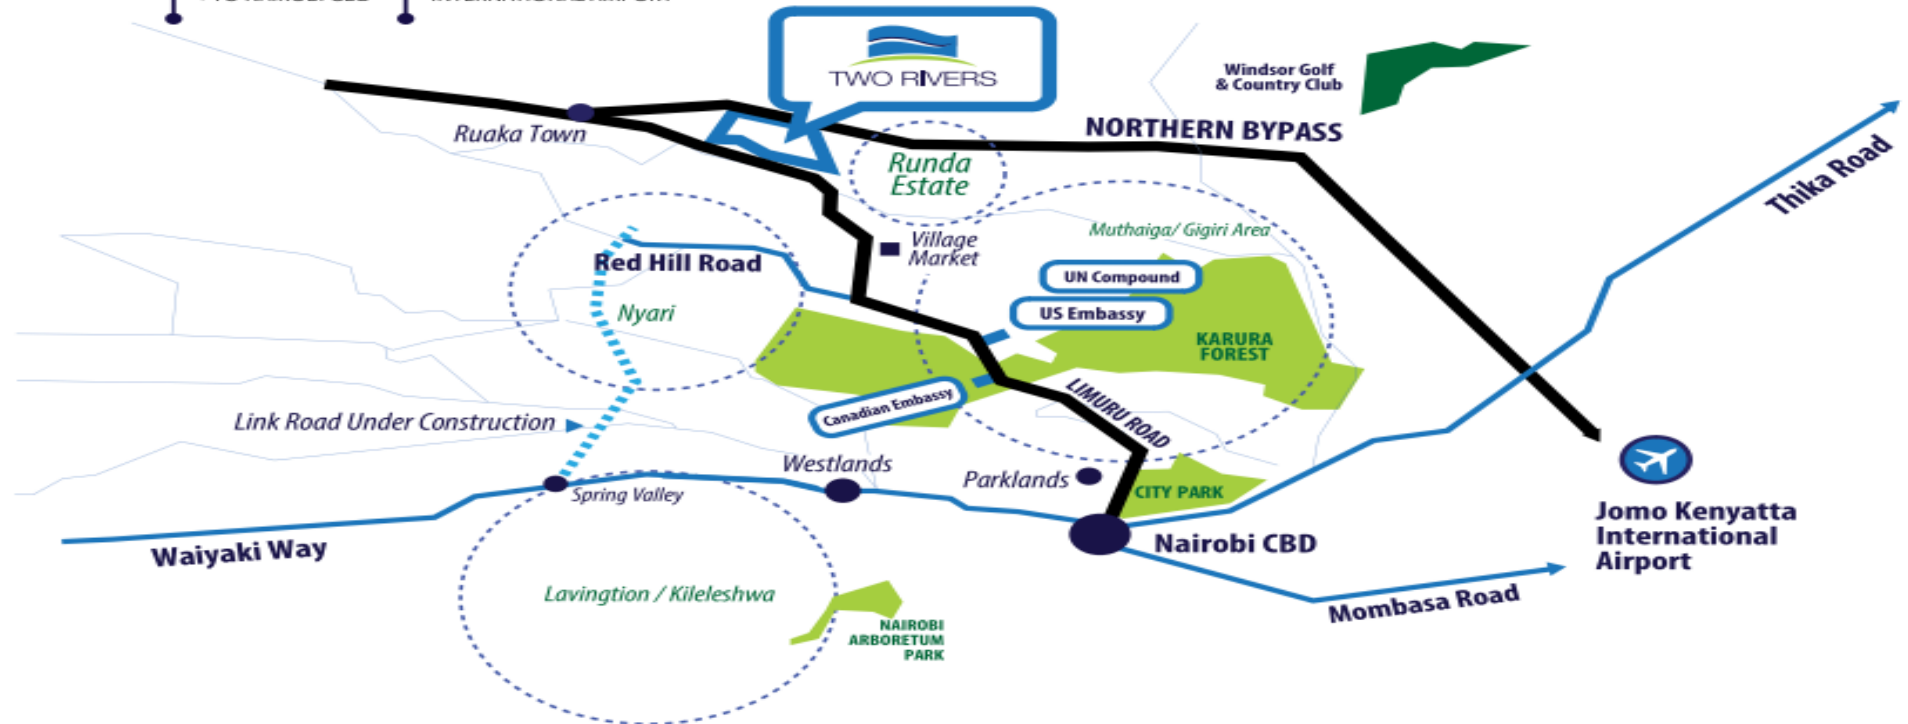 TWO RIVERS
Windsor Golf
& Country Club
Ruaka Town
NORTHERN BYPASS
Thika Road
Runda
Estate
Muthaiga/ Gigiri Area
Village
Market
Red Hill Road
UN Compound
US Embassy
Nyari
KARURA
FOREST
Canadian Embassy
LIMURU ROAD
Link Road Under Construction
Westlands
Parklands
Spring Valley
CITY PARK
Jomo Kenyatta
International
Airport
Waiyaki Way
Nairobi CBD
Lavingtion / Kileleshwa
Mombasa Road
NAIROBI
ARBORETUM
PARK